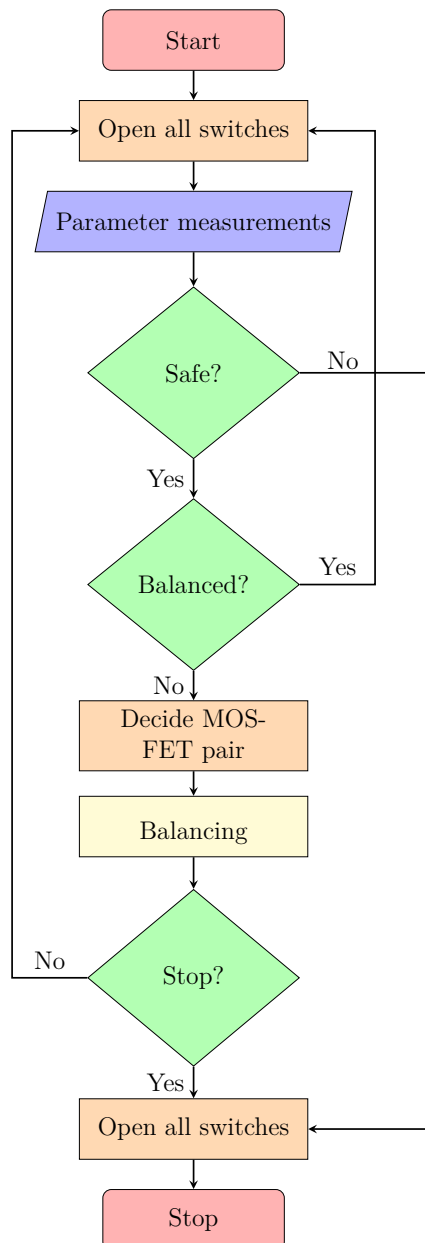 Start
Open all switches
Parameter measurements
Safe?
No
Yes
Balanced?
Yes
No
Decide MOS-
FET pair
Balancing
Stop?
No
Yes
Open all switches
Stop